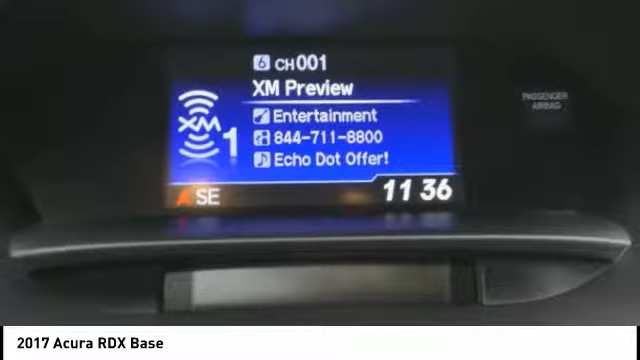 6 CH001
XM Preview
XM 1
Entertainment
844-711-8800
Echo Dot Offer!
SE
11 36
PASSENGER
AIRBAG
2017 Acura RDX Base